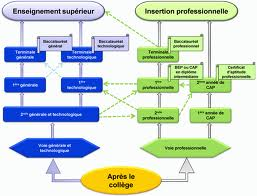 Enseignement supérieur
Insertion professionnelle
Baccalauréat
général
Baccalauréat
technologique
Baccalauréat
professionnel
Terminale
générale
Terminale
technologique
Terminale
professionnelle
BEP ou CAP
en diplôme
intermédiaire
Certificat
d'aptitude
professionnelle
1ère générale
1ère
technologique
1ère
professionnelle
2ème année
de CAP
2nde générale et technologique
2nde
professionnelle
1ère année de
CAP
Voie générale et
technologique
Voie professionnelle
Après le
collège